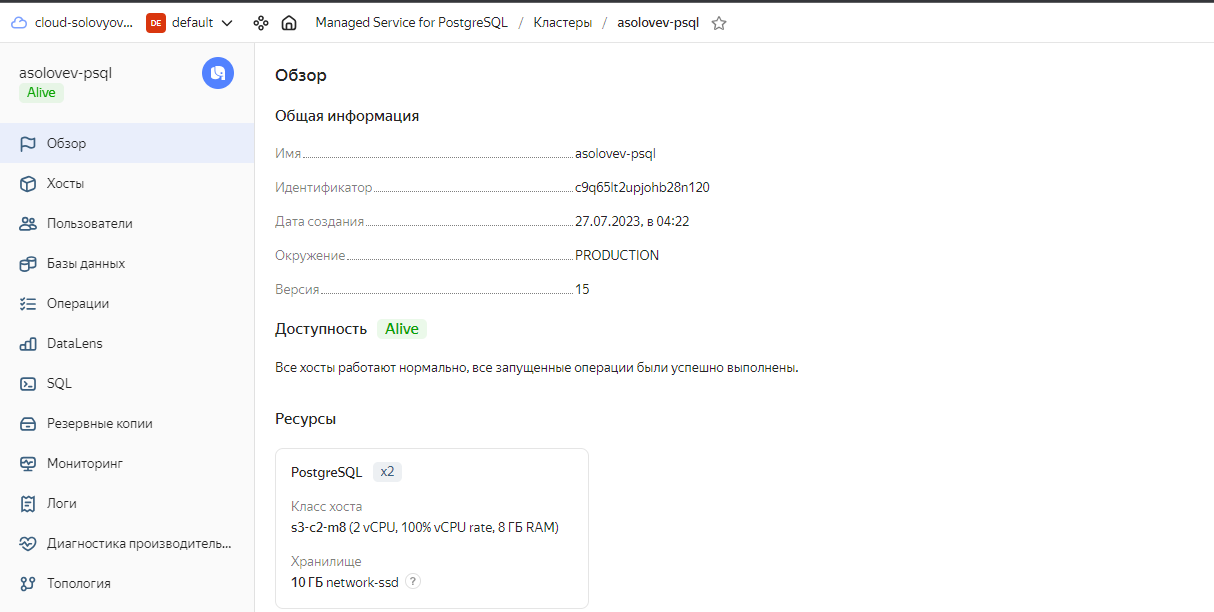 cloud-solovyov... DE default Managed Service for PostgreSQL / Кластеры / asolovev-psql
asolovev-psql
Alive
Обзор
Хосты
Пользователи
Базы данных
Операции
DataLens
SQL
Резервные копии
Мониторинг
Логи
Диагностика производитель...
Топология
Обзор
Общая информация
Имя asolovev-psql
Идентификатор c9q65lt2upjohb28n120
Дата создания 27.07.2023, в 04:22
Окружение PRODUCTION
Версия 15
Доступность Alive
Все хосты работают нормально, все запущенные операции были успешно выполнены.
Ресурсы
PostgreSQL x2
Класс хоста
s3-c2-m8 (2 vCPU, 100% vCPU rate, 8 ГБ RAM)
Хранилище
10 ГБ network-ssd ?